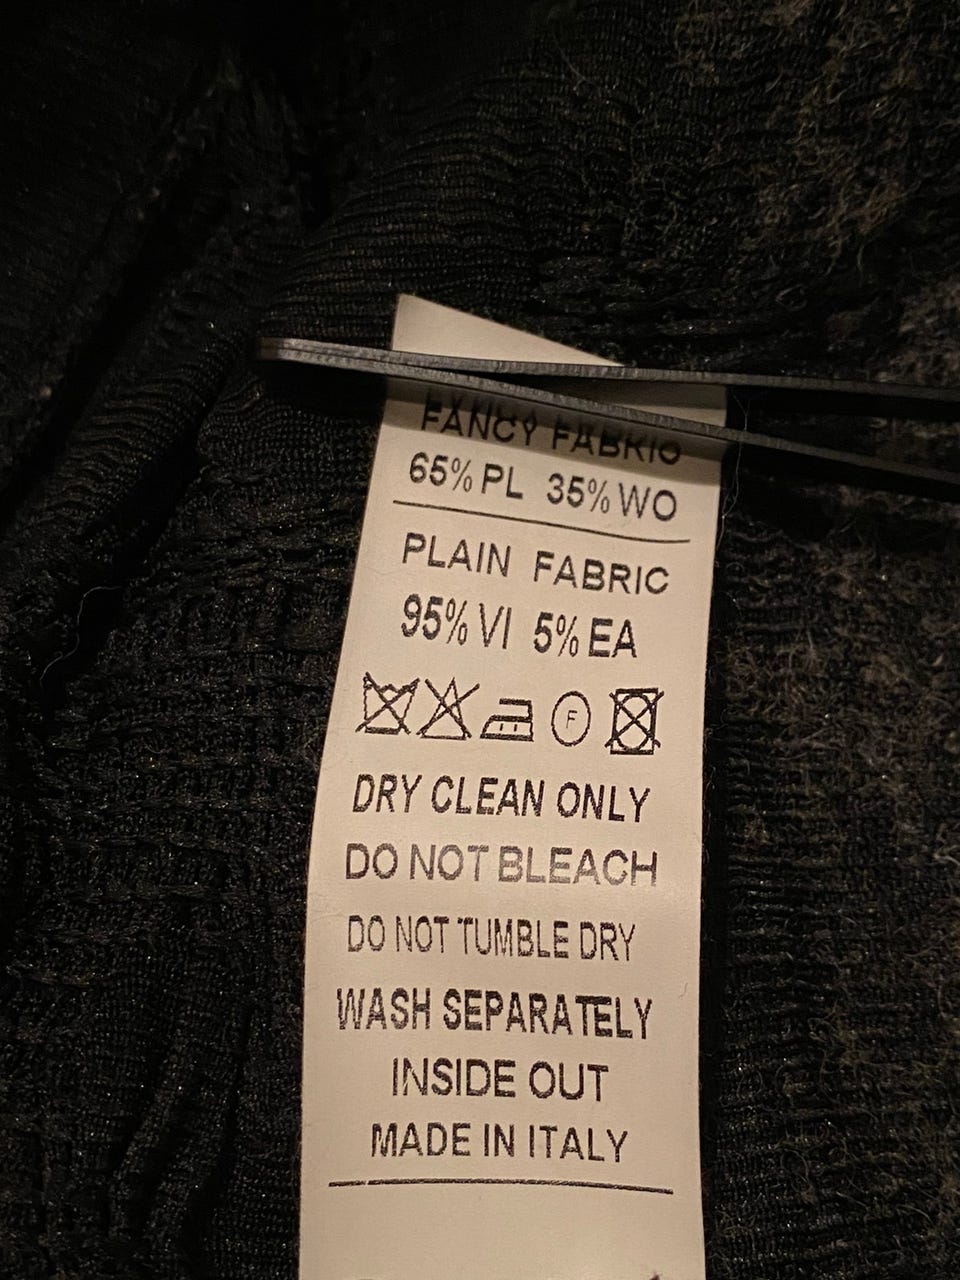 FANCY FABRIC
65% PL 35% WO
PLAIN FABRIC
95% VI 5% EA
F
DRY CLEAN ONLY
DO NOT BLEACH
DO NOT TUMBLE DRY
WASH SEPARATELY
INSIDE OUT
MADE IN ITALY